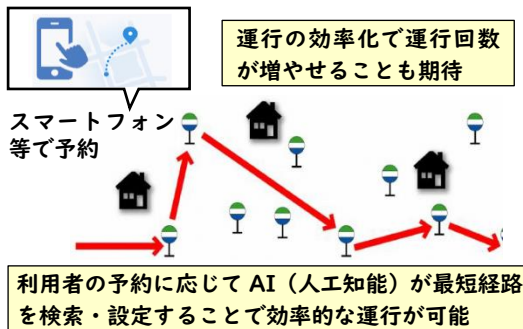 運行の効率化で運行回数
が増やせることも期待
スマートフォン
等で予約
利用者の予約に応じて AI（人工知能）が最短経路
を検索・設定することで効率的な運行が可能